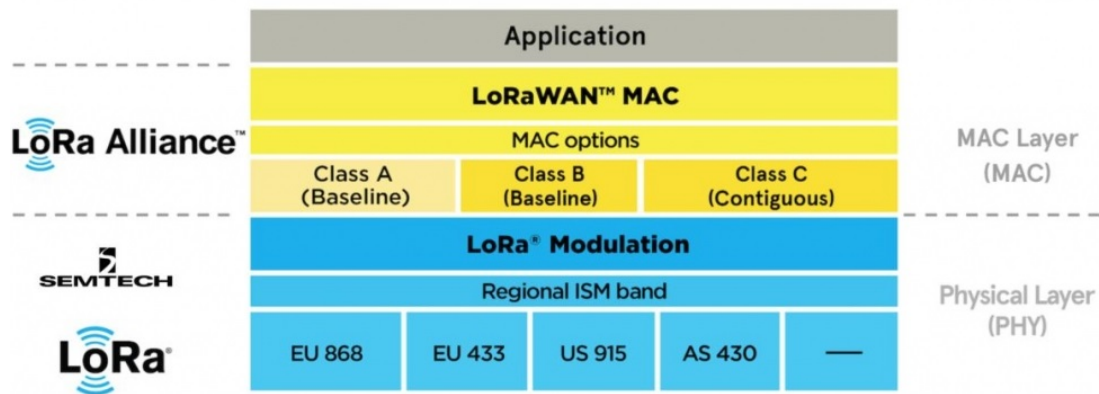 Application
LoRa Alliance™
LoRaWAN™ MAC
MAC options
Class A
(Baseline)
Class B
(Baseline)
Class C
(Contiguous)
MAC Layer
(MAC)
SEMTECH
LoRa®
LoRa® Modulation
Regional ISM band
EU 868
EU 433
US 915
AS 430
—
Physical Layer
(PHY)